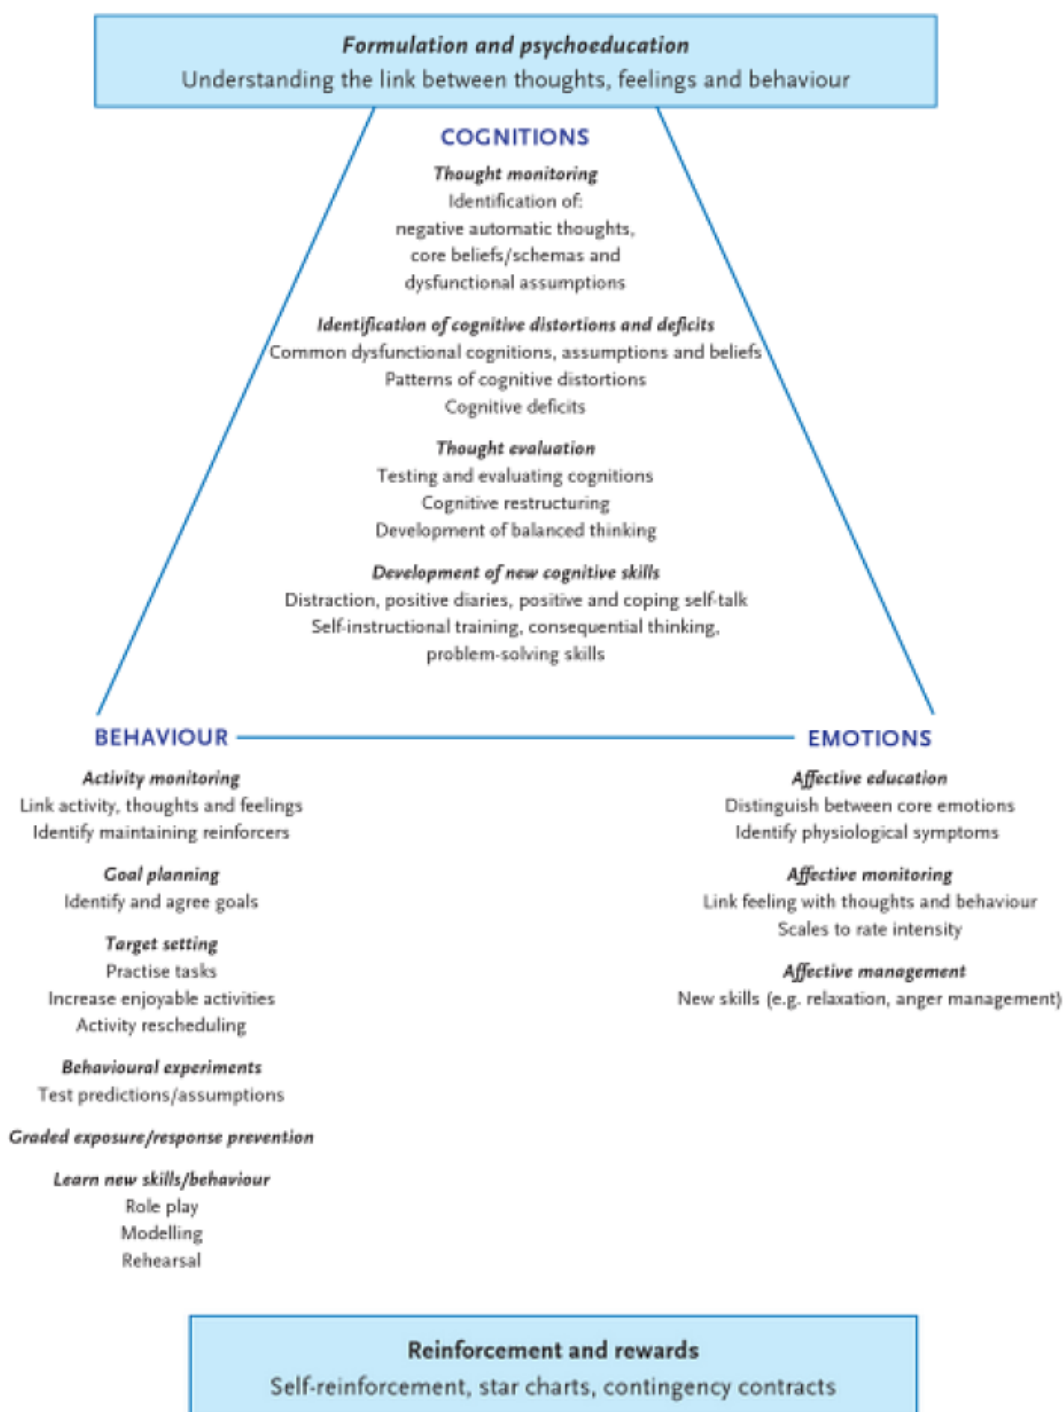 Formulation and psychoeducation
Understanding the link between thoughts, feelings and behaviour
COGNITIONS
Thought monitoring
Identification of:
negative automatic thoughts,
core beliefs/schemas and
dysfunctional assumptions
Identification of cognitive distortions and deficits
Common dysfunctional cognitions, assumptions and beliefs
Patterns of cognitive distortions
Cognitive deficits
Thought evaluation
Testing and evaluating cognitions
Cognitive restructuring
Development of balanced thinking
Development of new cognitive skills
Distraction, positive diaries, positive and coping self-talk
Self-instructional training, consequential thinking,
problem-solving skills
BEHAVIOUR
Activity monitoring
Link activity, thoughts and feelings
Identify maintaining reinforcers
Goal planning
Identify and agree goals
Target setting
Practise tasks
Increase enjoyable activities
Activity rescheduling
Behavioural experiments
Test predictions/assumptions
Graded exposure/response prevention
Learn new skills/behaviour
Role play
Modelling
Rehearsal
EMOTIONS
Affective education
Distinguish between core emotions
Identify physiological symptoms
Affective monitoring
Link feeling with thoughts and behaviour
Scales to rate intensity
Affective management
New skills (e.g. relaxation, anger management)
Reinforcement and rewards
Self-reinforcement, star charts, contingency contracts